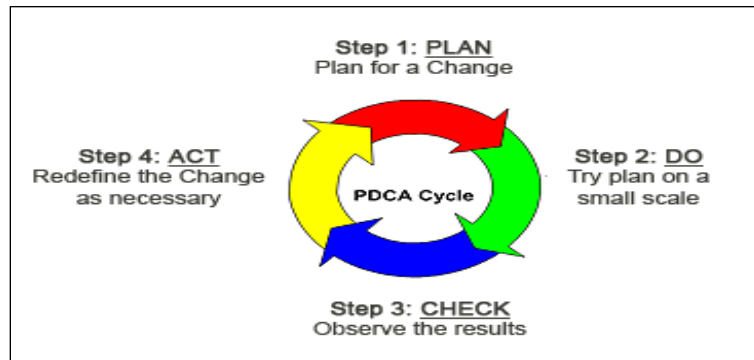 Step 1: PLAN
Plan for a Change
Step 4: ACT
Redefine the Change
as necessary
PDCA Cycle
Step 2: DO
Try plan on a
small scale
Step 3: CHECK
Observe the results